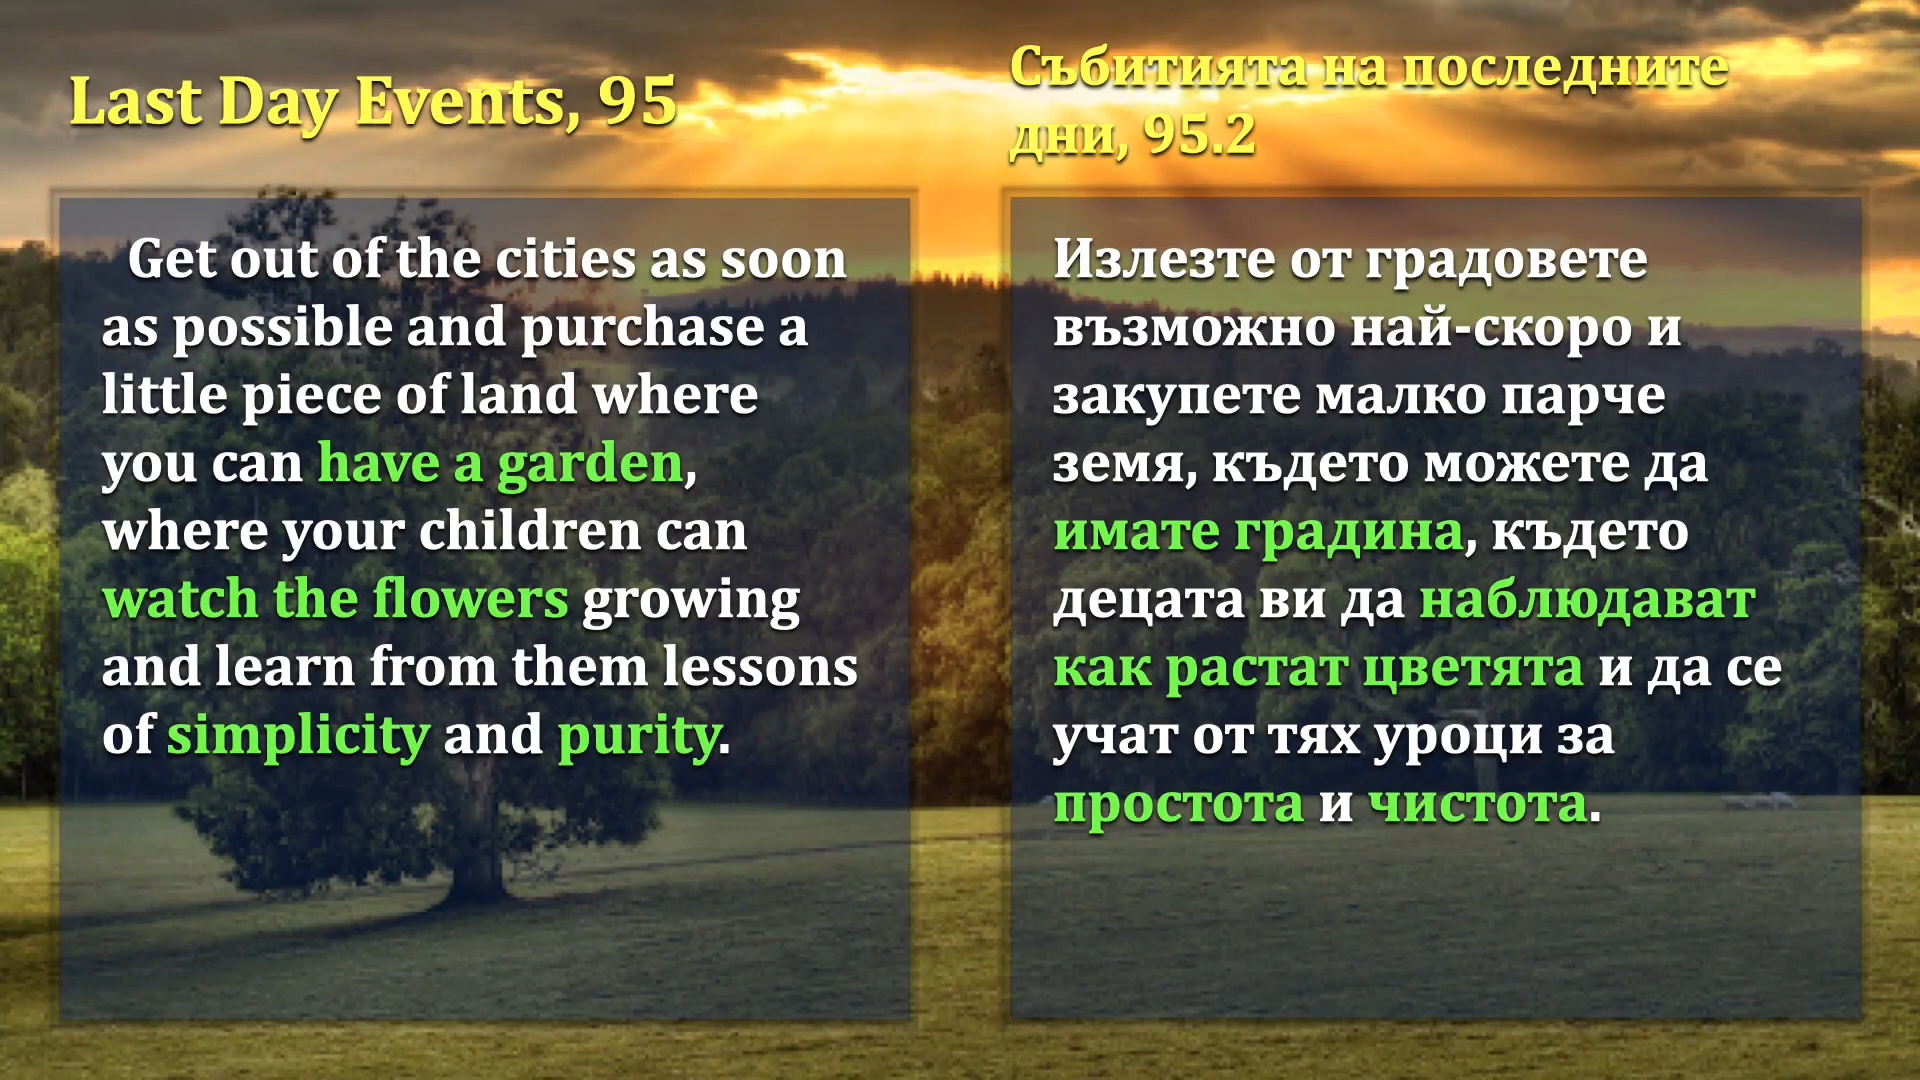 Last Day Events, 95
Get out of the cities as soon
as possible and purchase a
little piece of land where
you can have a garden,
where your children can
watch the flowers growing
and learn from them lessons
of simplicity and purity.
Събитията на последните
дни, 95.2
Излезте от градовете
възможно най-скоро и
закупете малко парче
земя, където можете да
имате градина, където
децата ви да наблюдават
как растат цветята и да се
учат от тях уроци за
простота и чистота.